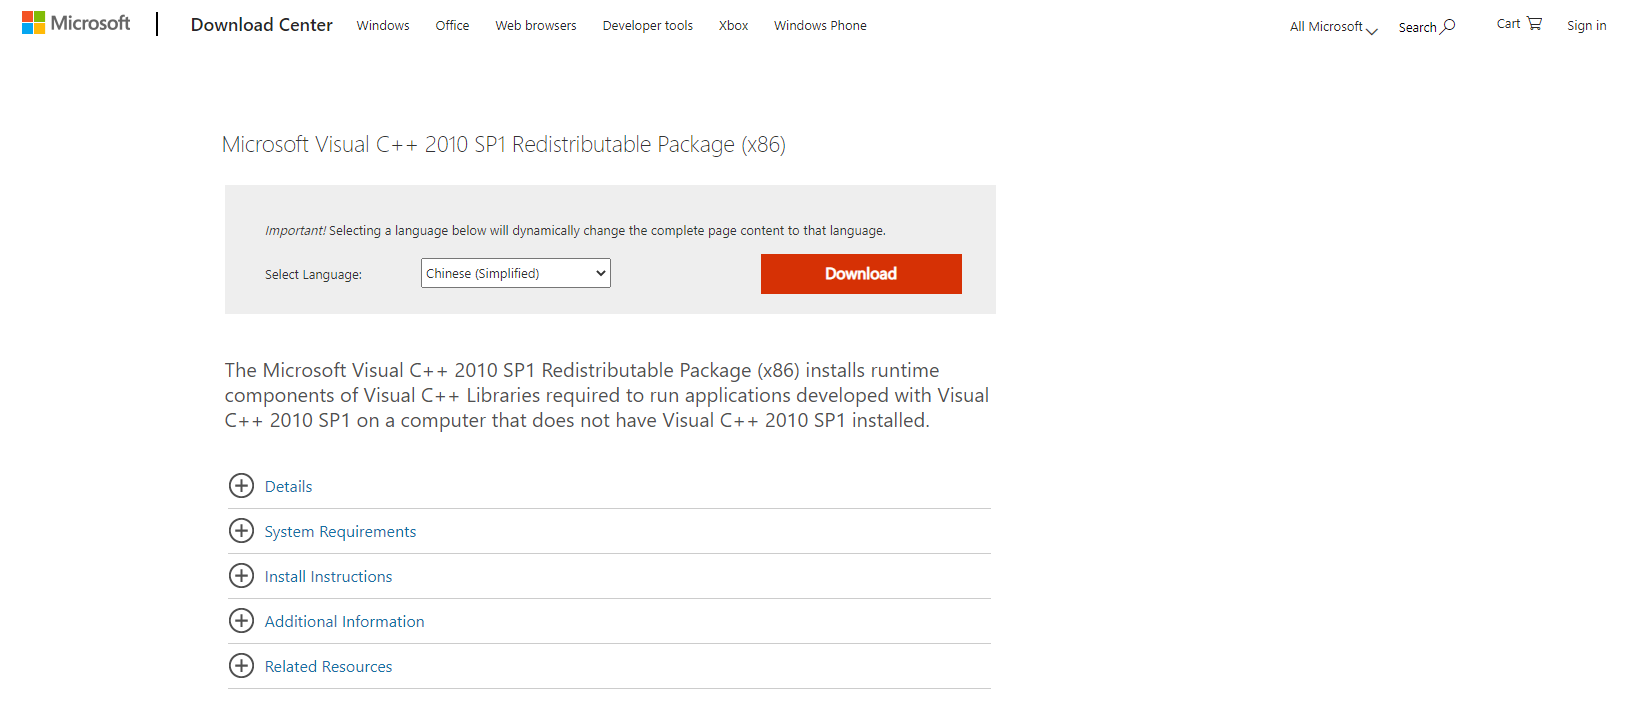 Microsoft
Download Center
Windows
Office
Web browsers
Developer tools
Xbox
Windows Phone
All Microsoft
Search
Cart
Sign in
Microsoft Visual C++ 2010 SP1 Redistributable Package (x86)
Important! Selecting a language below will dynamically change the complete page content to that language.
Select Language:
Chinese (Simplified)
Download
The Microsoft Visual C++ 2010 SP1 Redistributable Package (x86) installs runtime
components of Visual C++ Libraries required to run applications developed with Visual
C++ 2010 SP1 on a computer that does not have Visual C++ 2010 SP1 installed.
Details
System Requirements
Install Instructions
Additional Information
Related Resources